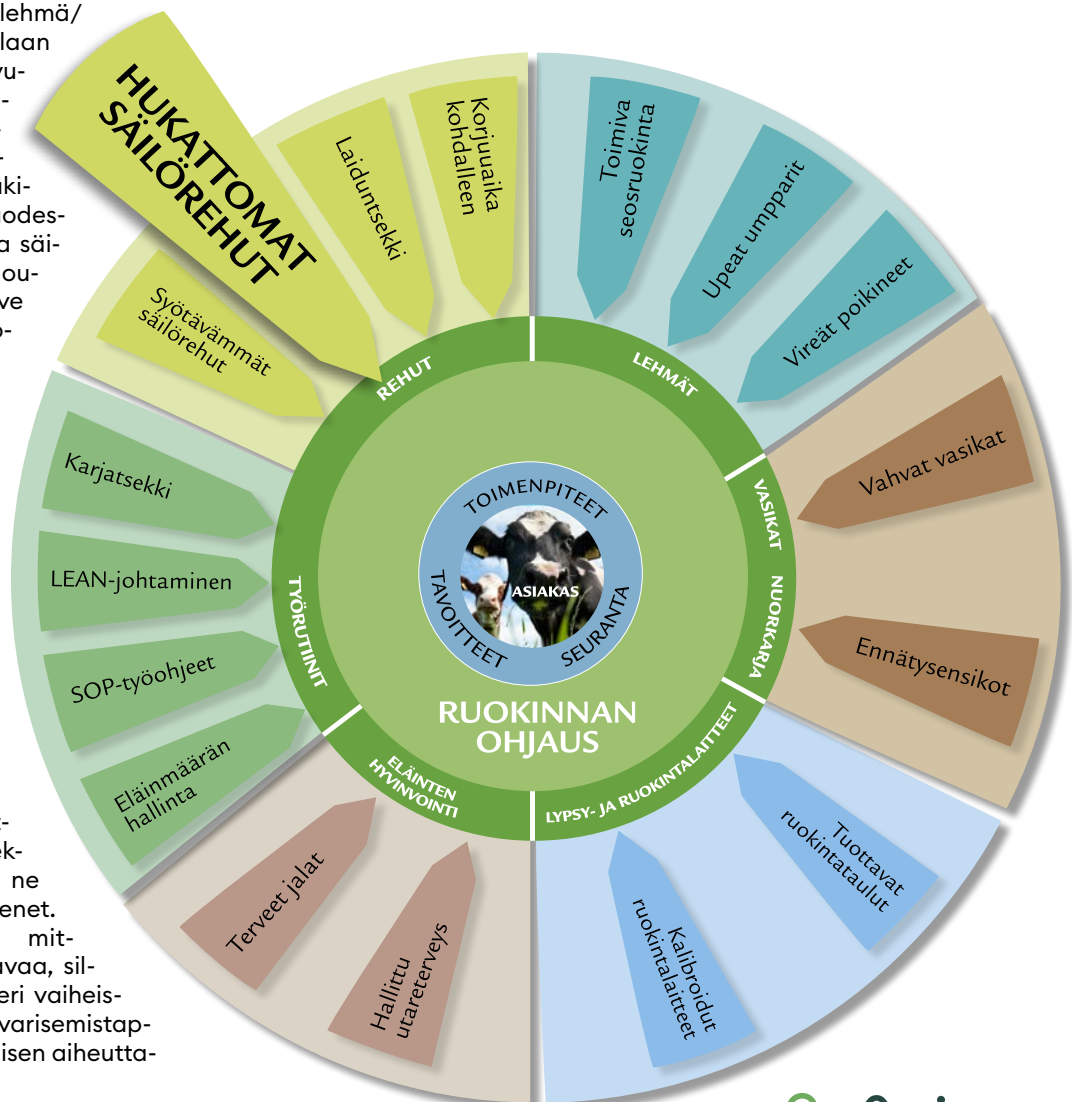 lehmä/
laan
HUKATTOMAT
SÄILÖREHUT
Laiduntsekki
Korjuuaika
kohdalleen
Syötävämmät
säilörehut
Toimiva
seosruokinta
Upeat umpparit
Vireät poikineet
Vahvat vasikat
Ennätysensikot
Tuottavat
ruokintataulut
Kalibroidut
ruokintalaitteet
Hallittu
utareterveys
Terveet jalat
Eläinmäärän
hallinta
SOP-työohjeet
LEAN-johtaminen
Karjatsekki
REHUT
LEHMÄT
VASIKAT
NUORKARJA
LYPSY- JA RUOKINTALAITTEET
ELÄINTEN
HYVINVOINTI
TYÖRUTIINIT
TOIMENPITEET
SEURANTA
TAVOITTEET
ASIAKAS
RUOKINNAN
OHJAUS
odes-
a säi-
ou-
ve
ne
enet.
mit-
avaa, sil-
eri vaiheis-
varisemistap-
isen aiheutta-